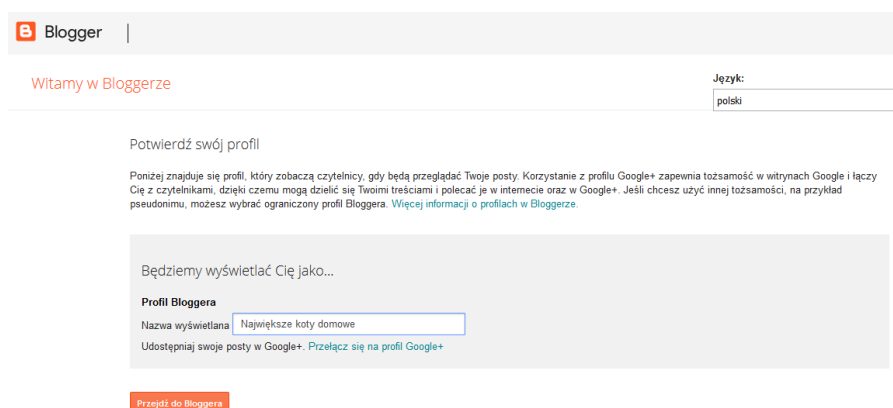 Blogger
Witamy w Bloggerze
Język:
polski
Potwierdź swój profil
Poniżej znajduje się profil, który zobaczą czytelnicy, gdy będą przeglądać Twoje posty. Korzystanie z profilu Google+ zapewnia tożsamość w witrynach Google i łączy
Cię z czytelnikami, dzięki czemu mogą dzielić się Twoimi treściami i polecać je w internecie oraz w Google+. Jeśli chcesz użyć innej tożsamości, na przykład
pseudonimu, możesz wybrać ograniczony profil Bloggera. Więcej informacji o profilach w Bloggerze.
Będziemy wyświetlać Cię jako...
Profil Bloggera
Nazwa wyświetlana Największe koty domowe
Udostępniaj swoje posty w Google+. Przełącz się na profil Google+
Przejdź do Bloggera